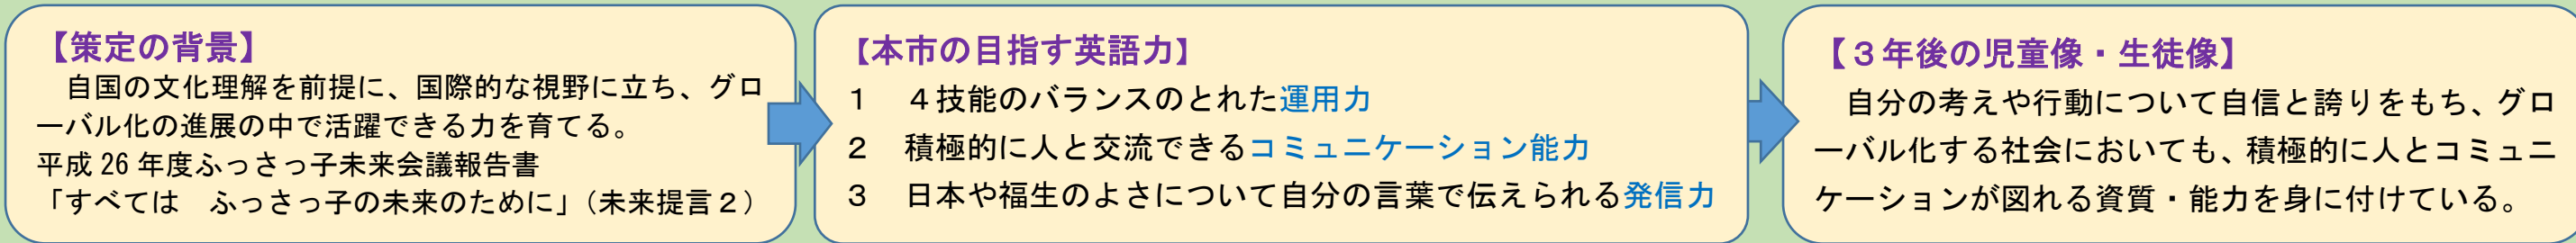 【策定の背景】
　自国の文化理解を前提に、国際的な視野に立ち、グロ
ーバル化の進展の中で活躍できる力を育てる。
平成 26 年度ふっさっ子未来会議報告書
「すべては　ふっさっ子の未来のために」（未来提言２）
【本市の目指す英語力】
１　４技能のバランスのとれた運用力
２　積極的に人と交流できるコミュニケーション能力
３　日本や福生のよさについて自分の言葉で伝えられる発信力
【３年後の児童像・生徒像】
　自分の考えや行動について自信と誇りをもち、グロ
ーバル化する社会においても、積極的に人とコミュニ
ケーションが図れる資質・能力を身に付けている。